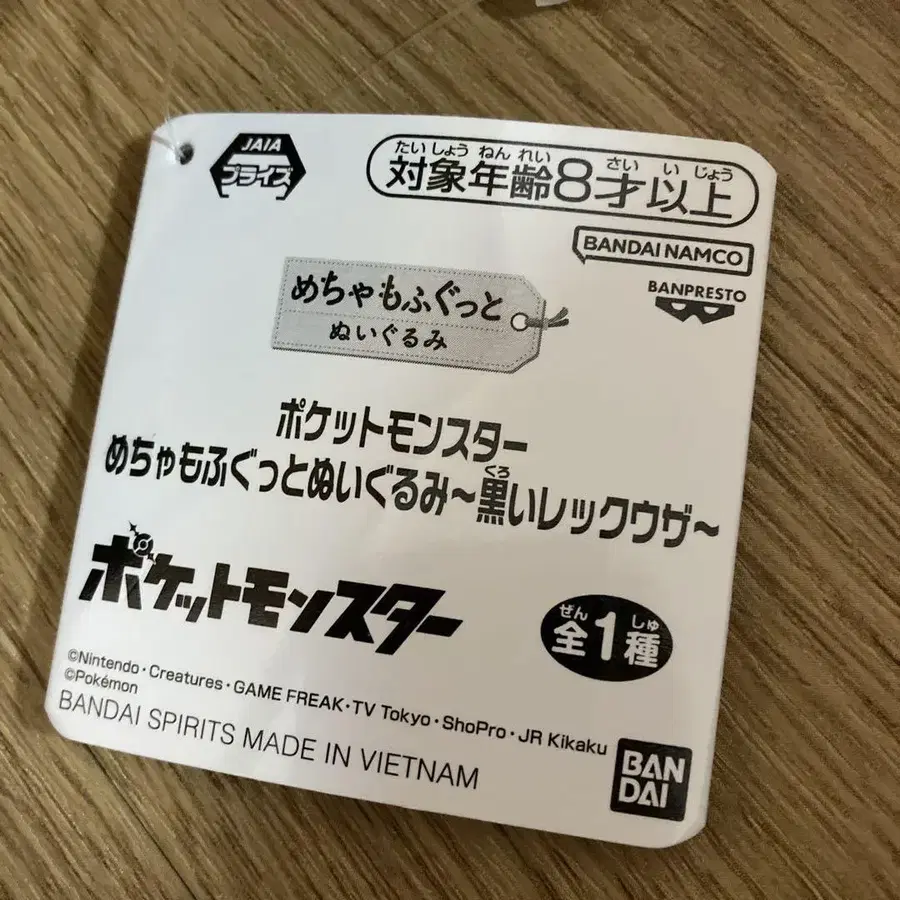 JAIA
プライズ
たいしょうねんれい さいいじょう
対象年齢8才以上
BANDAI NAMCO
BANPRESTO
めちゃもふぐっと
ぬいぐるみ
ポケットモンスター
くろ
めちゃもふぐっとぬいぐるみ~黒いレックウザ~
ポケットモンスター
ぜん しゅ
全1種
©Nintendo・Creatures・GAME FREAK・TV Tokyo・ShoPro・JR Kikaku
©Pokémon
BANDAI SPIRITS MADE IN VIETNAM
BAN
DAI